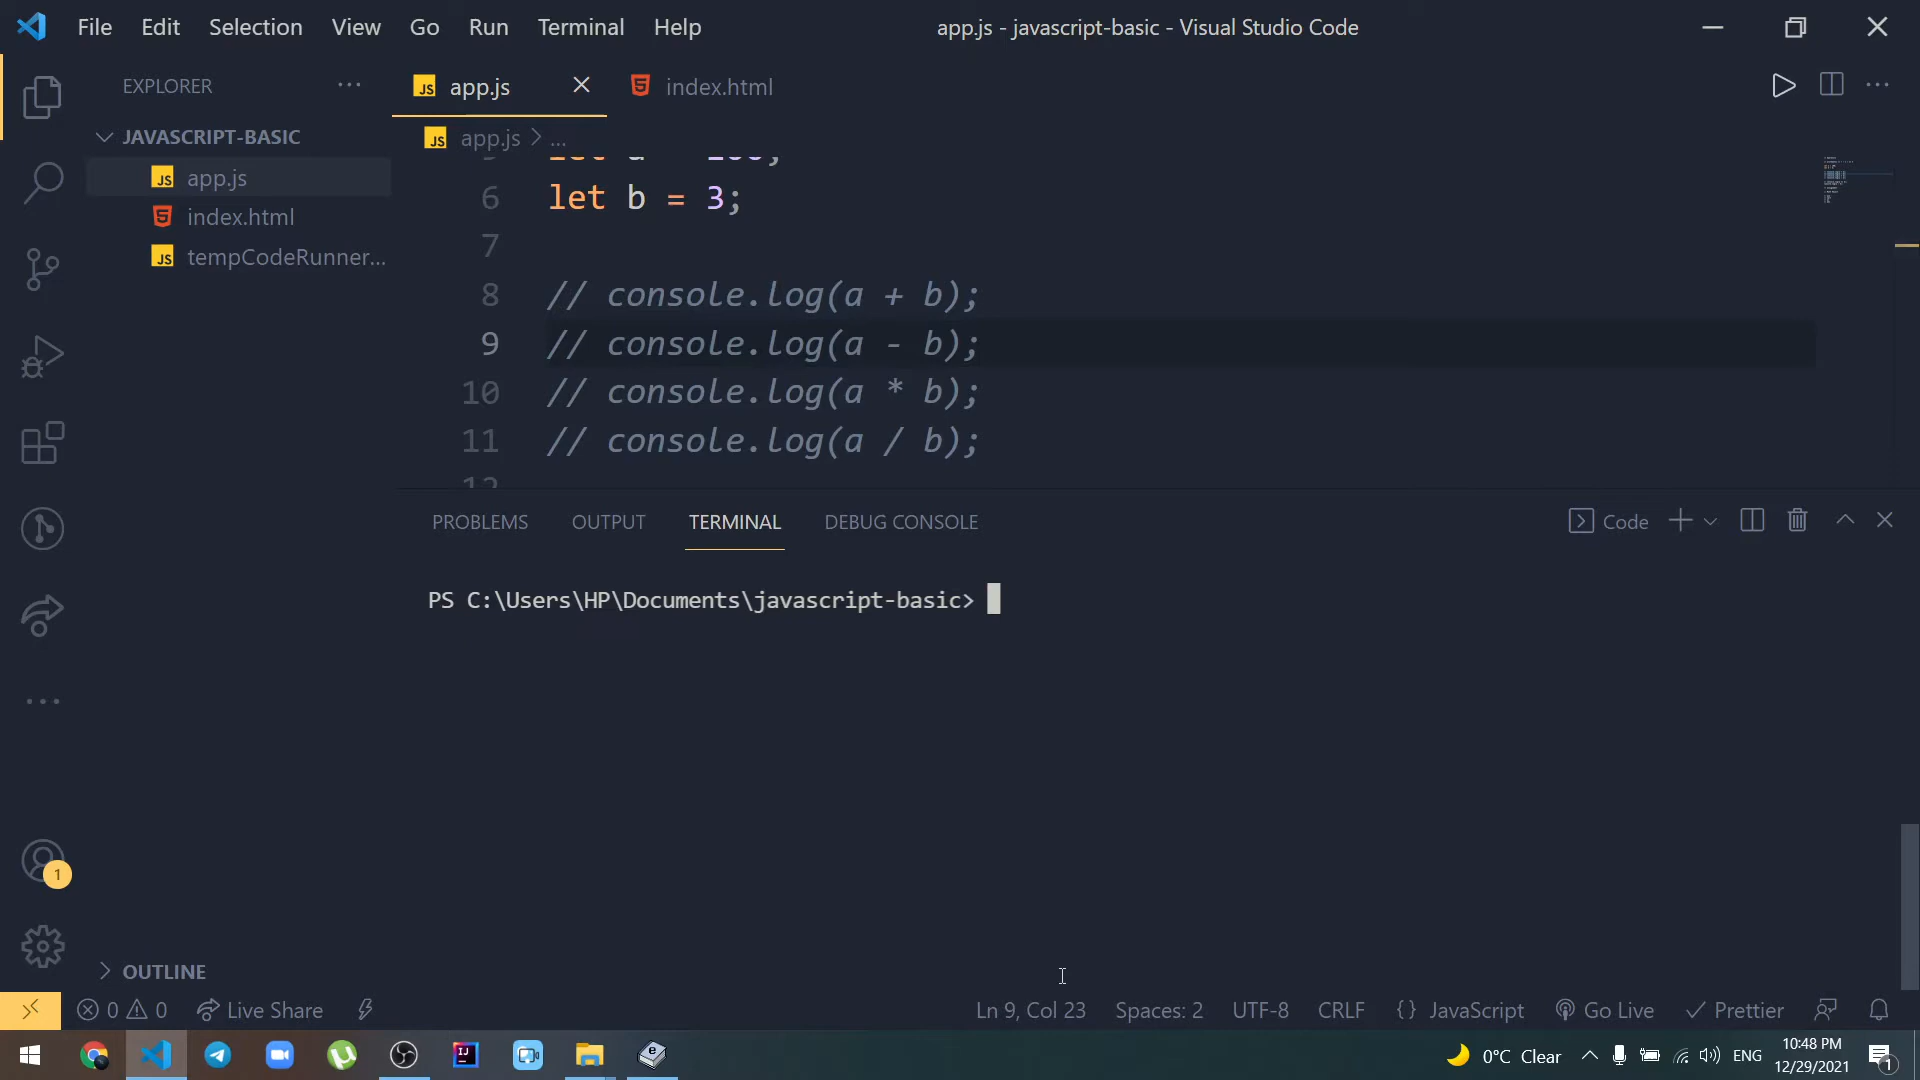 File Edit Selection View Go Run Terminal Help
app.js - javascript-basic - Visual Studio Code
EXPLORER
JAVASCRIPT-BASIC
app.js
index.html
tempCodeRunner...
app.js
index.html
app.js > ...
6 let b = 3;
7
8 // console.log(a + b);
9 // console.log(a - b);
10 // console.log(a * b);
11 // console.log(a / b);
12
PROBLEMS OUTPUT TERMINAL DEBUG CONSOLE
Code
PS C:\Users\HP\Documents\javascript-basic>
1
OUTLINE
0 0 Live Share
Ln 9, Col 23 Spaces: 2 UTF-8 CRLF {} JavaScript Go Live Prettier
0°C Clear ENG
10:48 PM
12/29/2021
1